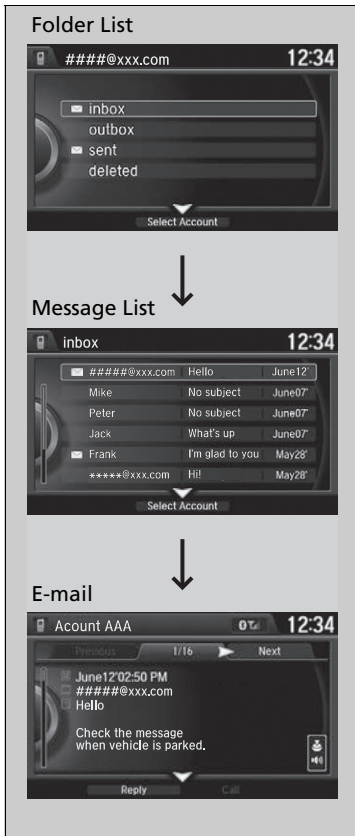 Folder List
####@xxx.com 12:34
inbox
outbox
sent
deleted
Select Account
Message List
inbox 12:34
#####@xxx.com Hello June12'
Mike No subject June07'
Peter No subject June07'
Jack What's up June07'
Frank I'm glad to you May28'
*****@xxx.com Hi! May28'
Select Account
E-mail
Acount AAA 12:34
Previous 1/16 Next
June12'02:50 PM
#####@xxx.com
Hello
Check the message
when vehicle is parked.
Reply Call